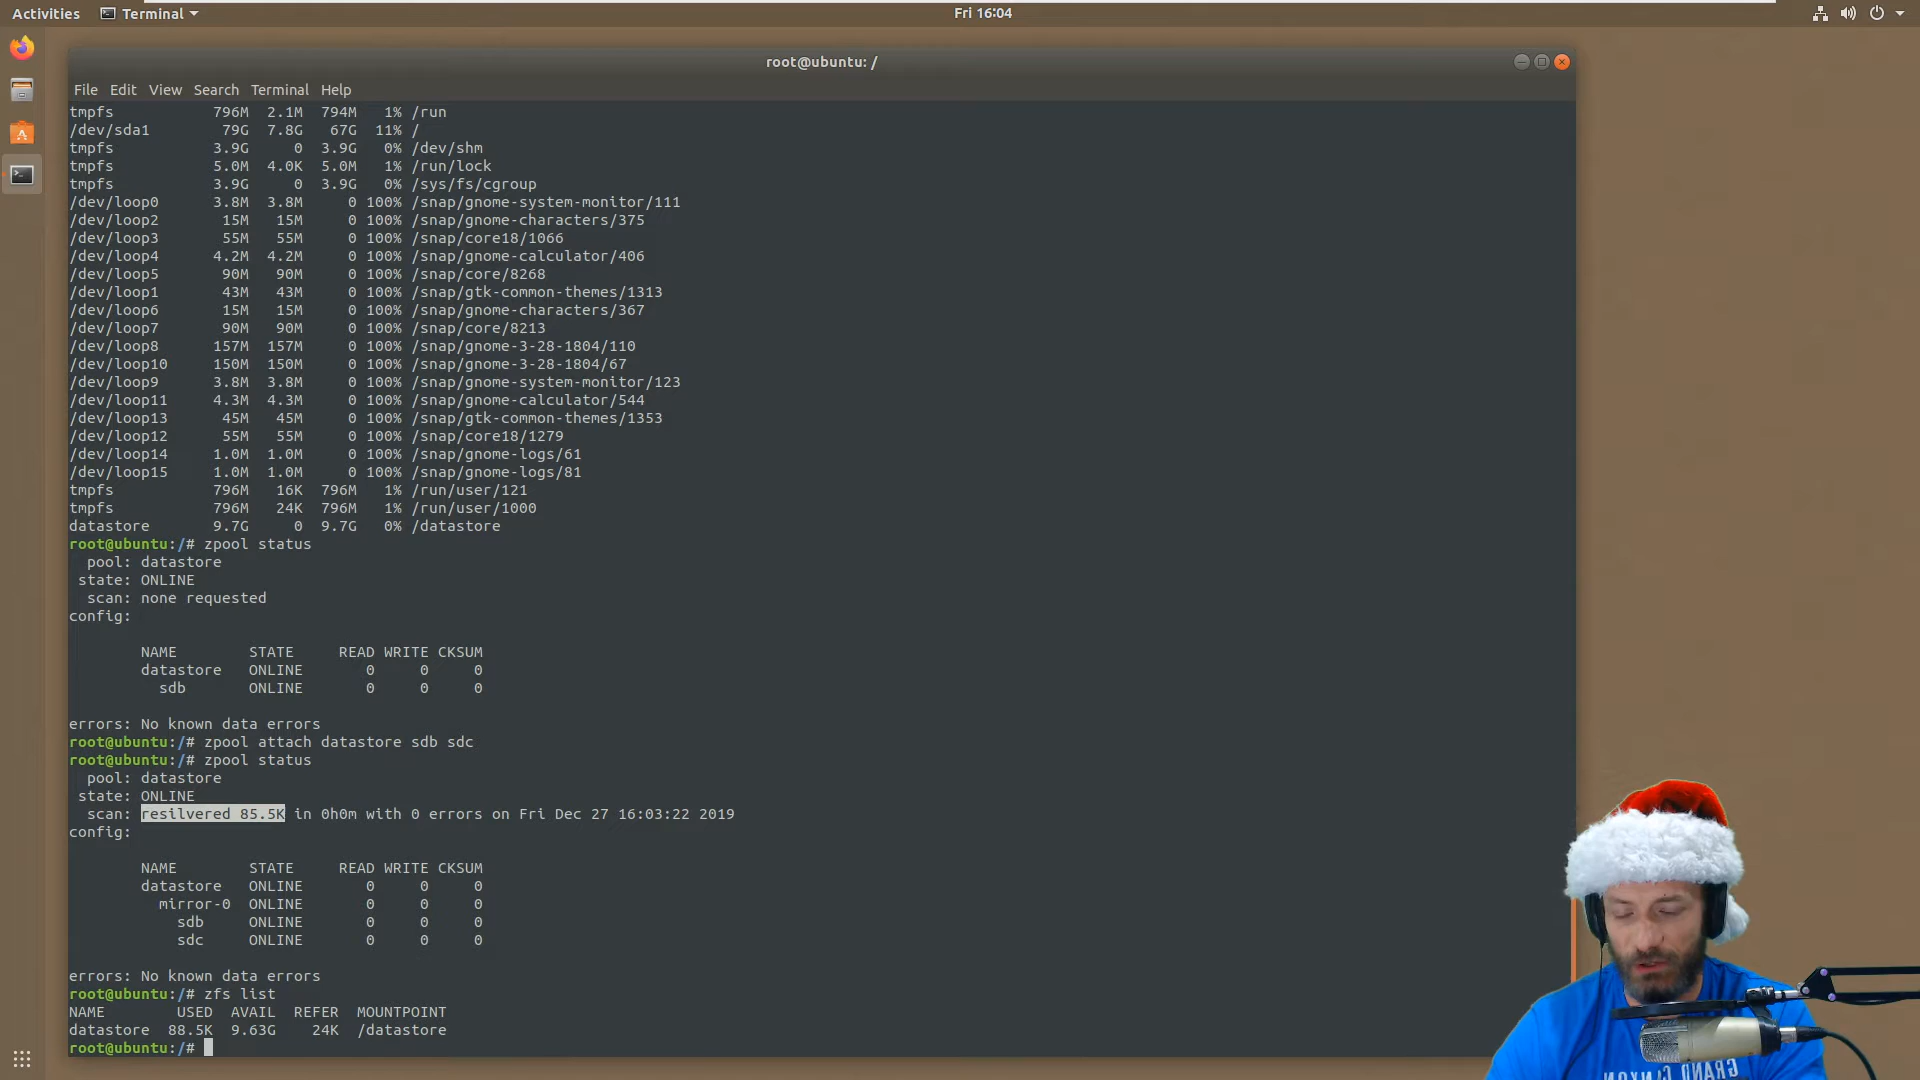 Activities Terminal Fri 16:04
root@ubuntu: /
File Edit View Search Terminal Help
tmpfs 796M 2.1M 794M 1% /run
/dev/sda1 79G 7.8G 67G 11% /
tmpfs 3.9G 0 3.9G 0% /dev/shm
tmpfs 5.0M 4.0K 5.0M 1% /run/lock
tmpfs 3.9G 0 3.9G 0% /sys/fs/cgroup
/dev/loop0 3.8M 3.8M 0 100% /snap/gnome-system-monitor/111
/dev/loop2 15M 15M 0 100% /snap/gnome-characters/375
/dev/loop3 55M 55M 0 100% /snap/core18/1066
/dev/loop4 4.2M 4.2M 0 100% /snap/gnome-calculator/406
/dev/loop5 90M 90M 0 100% /snap/core/8268
/dev/loop1 43M 43M 0 100% /snap/gtk-common-themes/1313
/dev/loop6 15M 15M 0 100% /snap/gnome-characters/367
/dev/loop7 90M 90M 0 100% /snap/core/8213
/dev/loop8 157M 157M 0 100% /snap/gnome-3-28-1804/110
/dev/loop10 150M 150M 0 100% /snap/gnome-3-28-1804/67
/dev/loop9 3.8M 3.8M 0 100% /snap/gnome-system-monitor/123
/dev/loop11 4.3M 4.3M 0 100% /snap/gnome-calculator/544
/dev/loop13 45M 45M 0 100% /snap/gtk-common-themes/1353
/dev/loop12 55M 55M 0 100% /snap/core18/1279
/dev/loop14 1.0M 1.0M 0 100% /snap/gnome-logs/61
/dev/loop15 1.0M 1.0M 0 100% /snap/gnome-logs/81
tmpfs 796M 16K 796M 1% /run/user/121
tmpfs 796M 24K 796M 1% /run/user/1000
datastore 9.7G 0 9.7G 0% /datastore
root@ubuntu:/# zpool status
pool: datastore
state: ONLINE
scan: none requested
config:
NAME STATE READ WRITE CKSUM
datastore ONLINE 0 0 0
sdb ONLINE 0 0 0
errors: No known data errors
root@ubuntu:/# zpool attach datastore sdb sdc
root@ubuntu:/# zpool status
pool: datastore
state: ONLINE
scan: resilvered 85.5K in 0h0m with 0 errors on Fri Dec 27 16:03:22 2019
config:
NAME STATE READ WRITE CKSUM
datastore ONLINE 0 0 0
mirror-0 ONLINE 0 0 0
sdb ONLINE 0 0 0
sdc ONLINE 0 0 0
errors: No known data errors
root@ubuntu:/# zfs list
NAME USED AVAIL REFER MOUNTPOINT
datastore 88.5K 9.63G 24K /datastore
root@ubuntu:/#